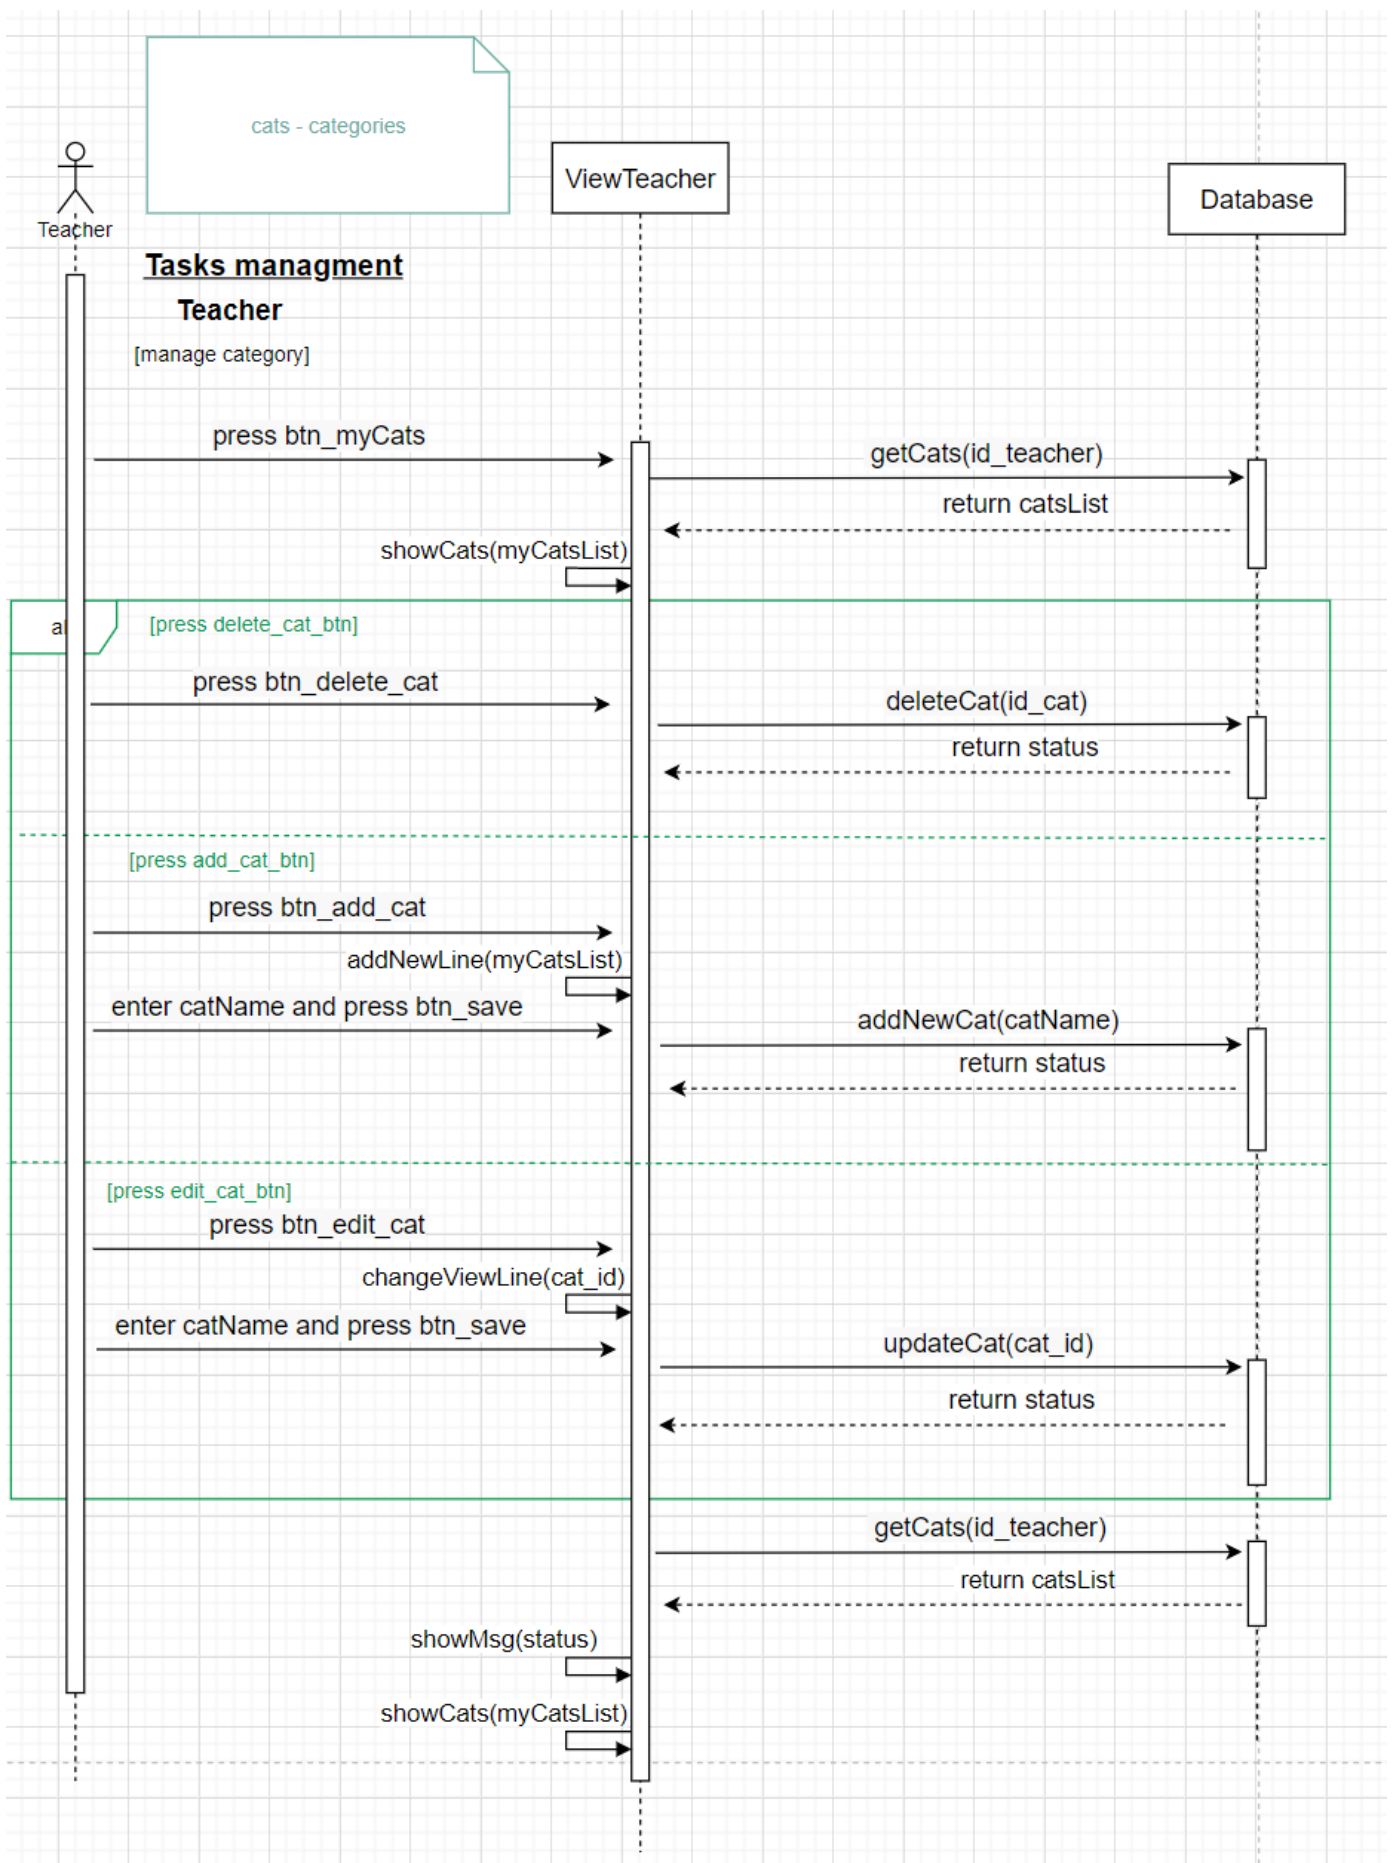 cats - categories
Teacher
ViewTeacher
Database
Tasks managment
Teacher
[manage category]
press btn_myCats
getCats(id_teacher)
return catsList
showCats(myCatsList)
[press delete_cat_btn]
press btn_delete_cat
deleteCat(id_cat)
return status
[press add_cat_btn]
press btn_add_cat
addNewLine(myCatsList)
enter catName and press btn_save
addNewCat(catName)
return status
[press edit_cat_btn]
press btn_edit_cat
changeViewLine(cat_id)
enter catName and press btn_save
updateCat(cat_id)
return status
getCats(id_teacher)
return catsList
showMsg(status)
showCats(myCatsList)